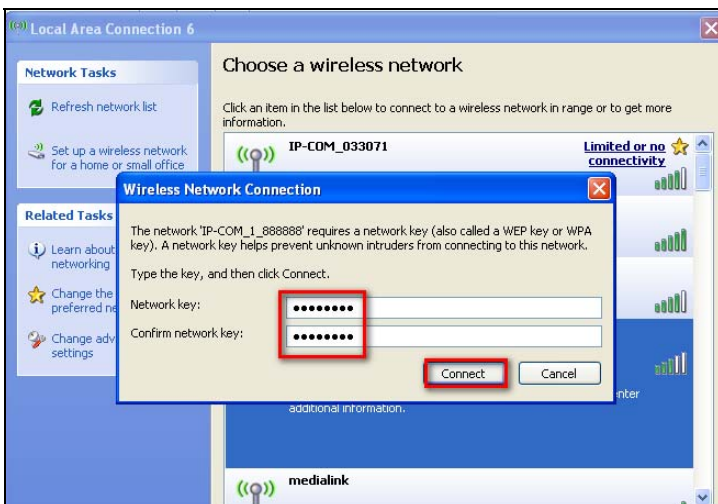 Local Area Connection 6
Network Tasks
Refresh network list
Set up a wireless network
for a home or small office
Related Tasks
Learn about
networking
Change the
preferred
Change
settings
Choose a wireless network
Click an item in the list below to connect to a wireless network in range or to get more
information.
IP-COM_033071
Limited or no
connectivity
Wireless Network Connection
The network 'IP-COM_1_888888' requires a network key (also called a WEP key or WPA
key). A network key helps prevent unknown intruders from connecting to this network.
Type the key, and then click Connect.
Network key:
••••••••
Confirm network key:
••••••••
Connect
Cancel
additional information.
medialink